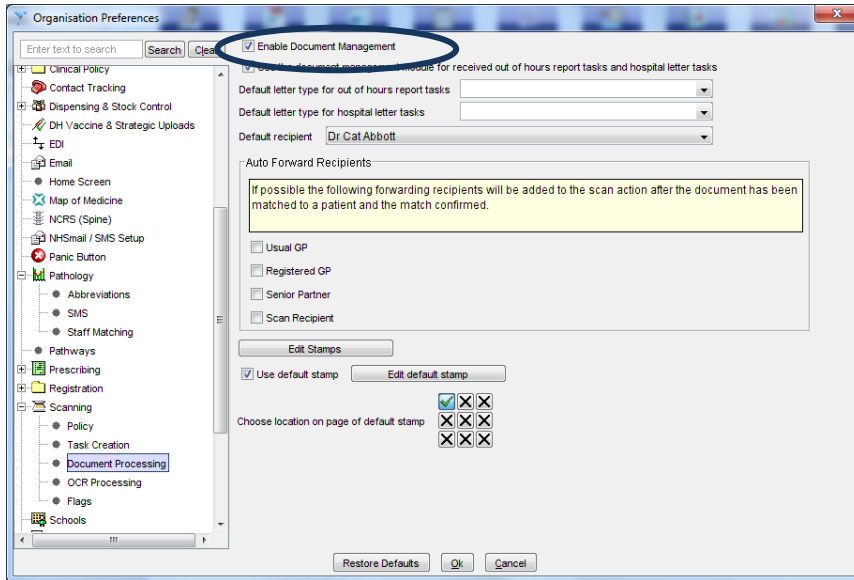 Organisation Preferences
Enter text to search
Search
Clea
Clinical Policy
Contact Tracking
Dispensing & Stock Control
DH Vaccine & Strategic Uploads
EDI
Email
Home Screen
Map of Medicine
NCRS (Spine)
NHSmail / SMS Setup
Panic Button
Pathology
Abbreviations
SMS
Staff Matching
Pathways
Prescribing
Registration
Scanning
Policy
Task Creation
Document Processing
OCR Processing
Flags
Schools
Enable Document Management
Use the document management module for received out of hours report tasks and hospital letter tasks
Default letter type for out of hours report tasks
Default letter type for hospital letter tasks
Default recipient Dr Cat Abbott
Auto Forward Recipients
If possible the following forwarding recipients will be added to the scan action after the document has been
matched to a patient and the match confirmed.
Usual GP
Registered GP
Senior Partner
Scan Recipient
Edit Stamps
Use default stamp Edit default stamp
Choose location on page of default stamp
Restore Defaults Ok Cancel